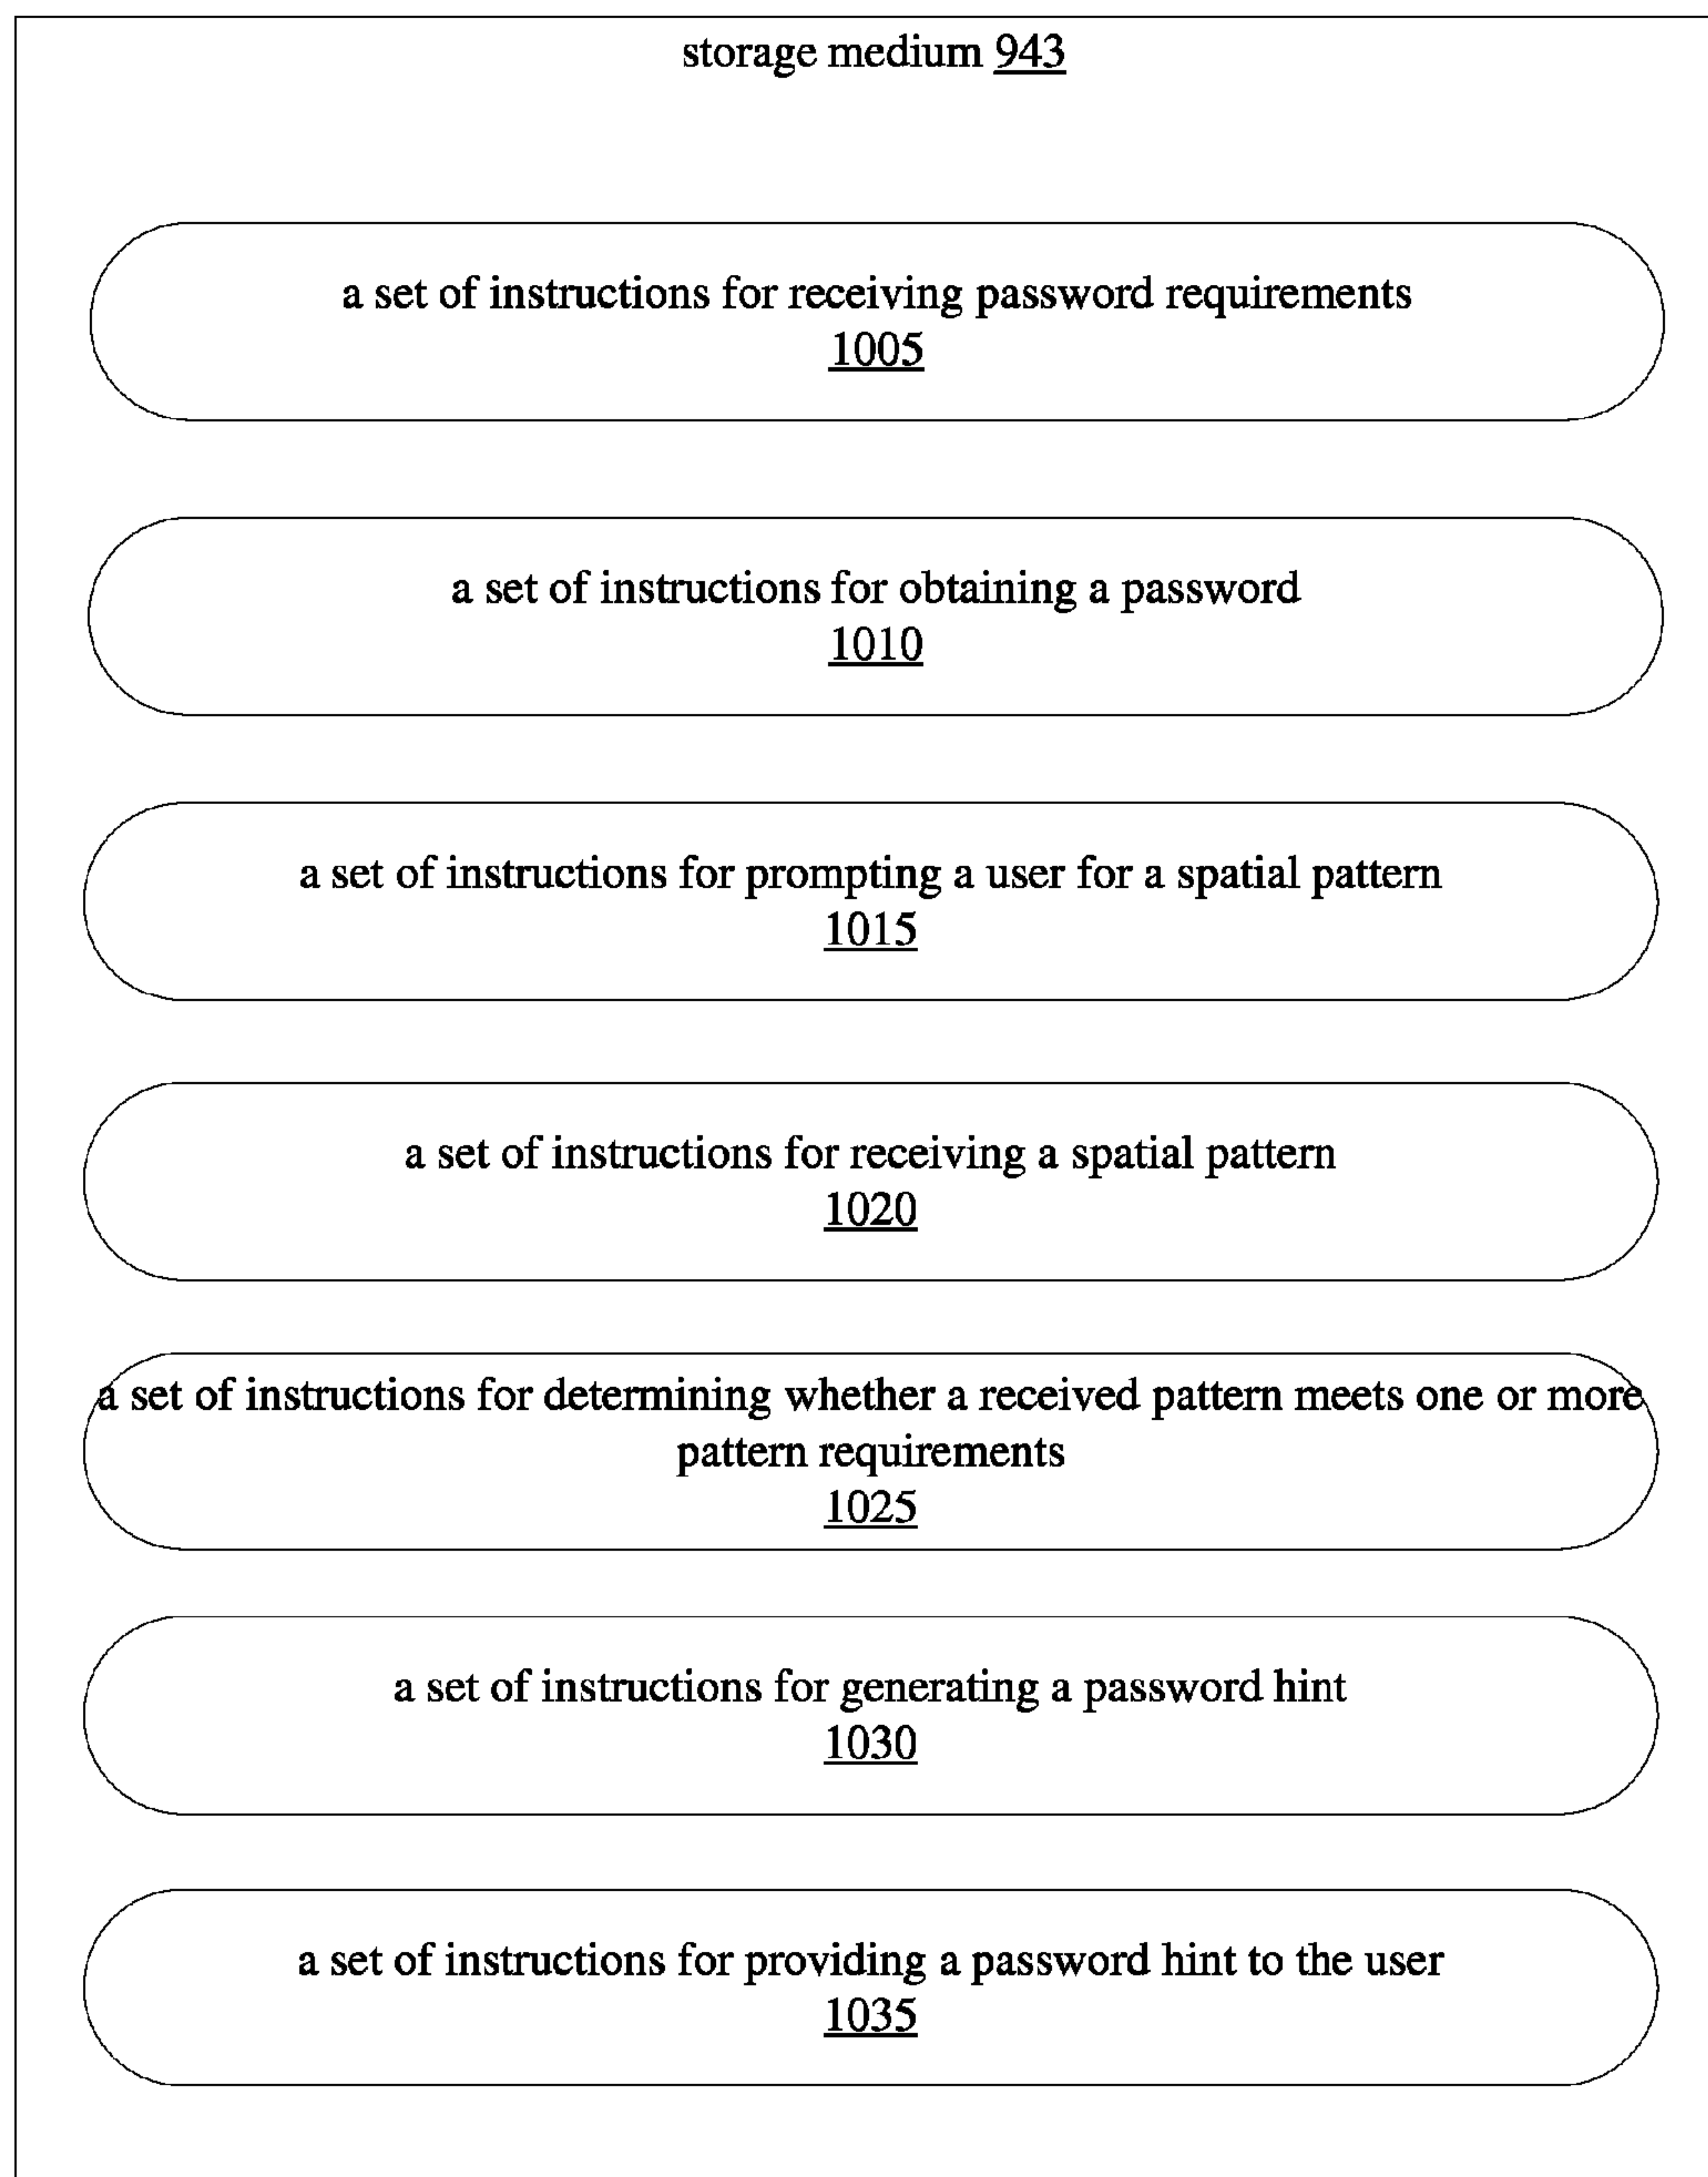 storage medium 943
a set of instructions for receiving password requirements
1005
a set of instructions for obtaining a password
1010
a set of instructions for prompting a user for a spatial pattern
1015
a set of instructions for receiving a spatial pattern
1020
a set of instructions for determining whether a received pattern meets one or more
pattern requirements
1025
a set of instructions for generating a password hint
1030
a set of instructions for providing a password hint to the user
1035